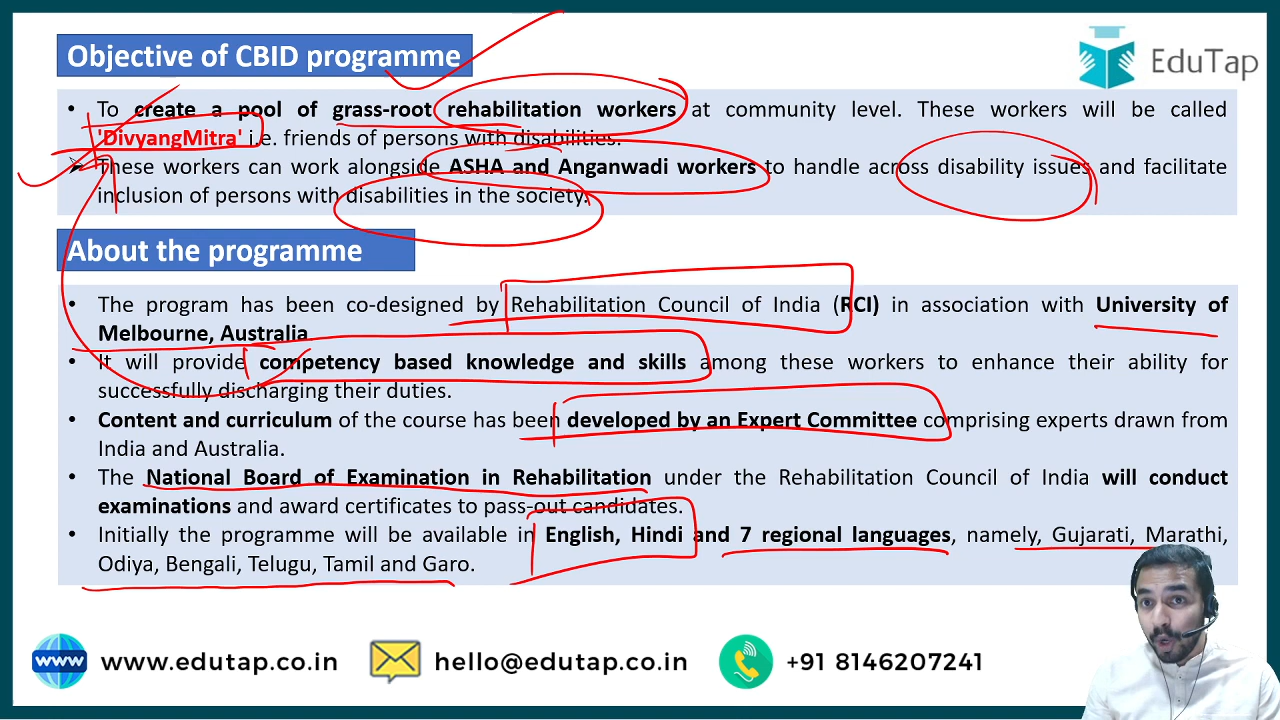 Objective of CBID programme
EduTap
• To create a pool of grass-root rehabilitation workers at community level. These workers will be called
'DivyangMitra' i.e. friends of persons with disabilities.
➢ These workers can work alongside ASHA and Anganwadi workers to handle across disability issues and facilitate
inclusion of persons with disabilities in the society.
About the programme
• The program has been co-designed by Rehabilitation Council of India (RCI) in association with University of
Melbourne, Australia.
• It will provide competency based knowledge and skills among these workers to enhance their ability for
successfully discharging their duties.
• Content and curriculum of the course has been developed by an Expert Committee comprising experts drawn from
India and Australia.
• The National Board of Examination in Rehabilitation under the Rehabilitation Council of India will conduct
examinations and award certificates to pass-out candidates.
• Initially the programme will be available in English, Hindi and 7 regional languages, namely, Gujarati, Marathi,
Odiya, Bengali, Telugu, Tamil and Garo.
WWW www.edutap.co.in hello@edutap.co.in +91 8146207241